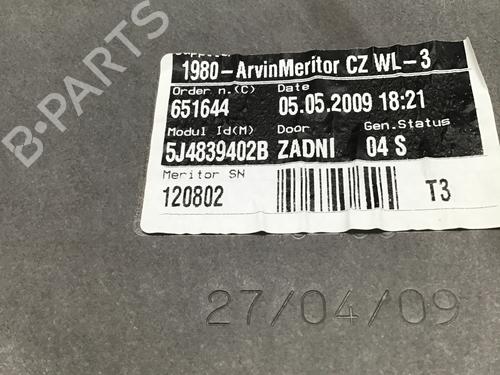 1980-ArvinMeritor CZ WL-3
Order n.(C) Date
651644 05.05.2009 18:21
Modul Id(M) Door Gen.Status
5J4839402B ZADNI 04 S
Meritor SN
120802 T3
27/04/09
B-PARTS